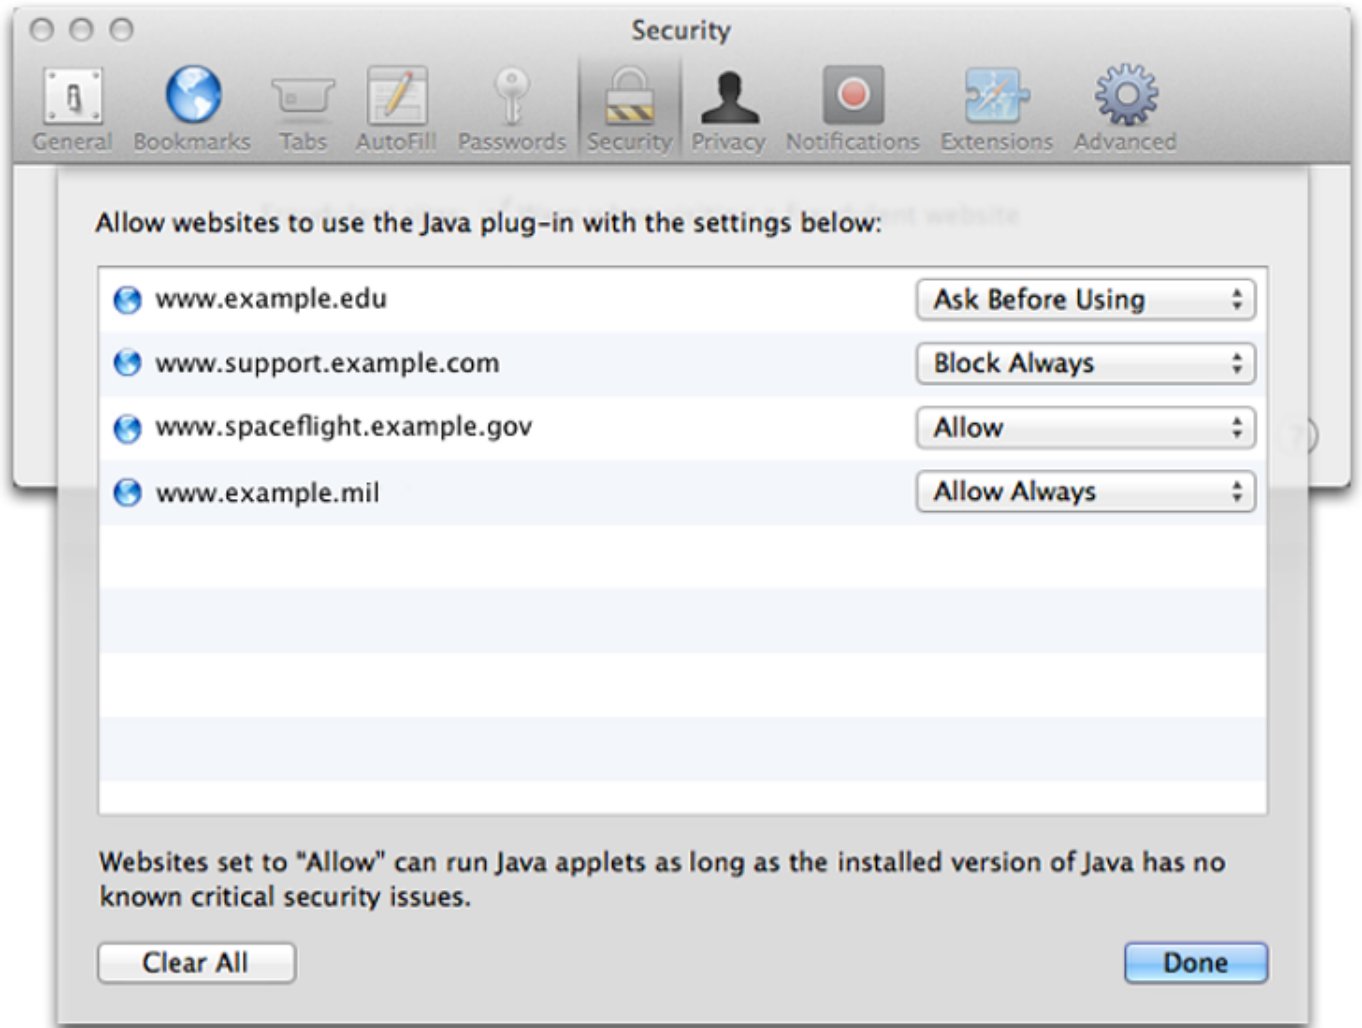 Security
General Bookmarks Tabs AutoFill Passwords Security Privacy Notifications Extensions Advanced
Allow websites to use the Java plug-in with the settings below:
www.example.edu Ask Before Using
www.support.example.com Block Always
www.spaceflight.example.gov Allow
www.example.mil Allow Always
Websites set to “Allow” can run Java applets as long as the installed version of Java has no
known critical security issues.
Clear All Done